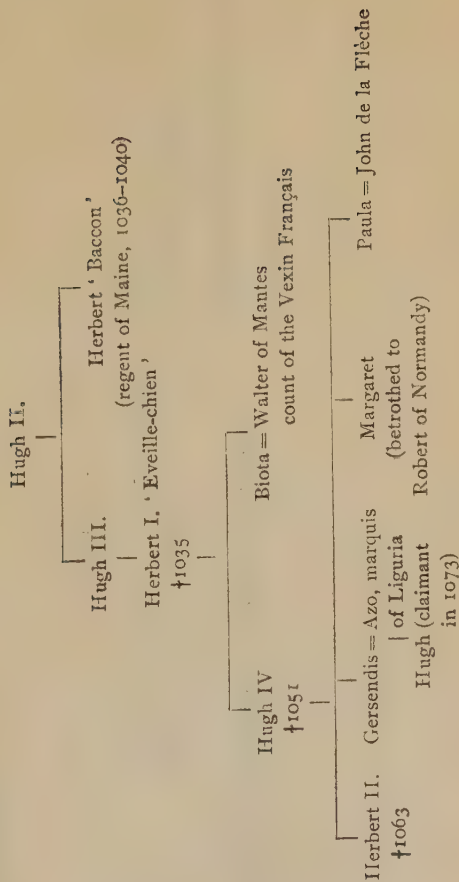 Hugh II.
Hugh III.
Herbert ‘ Baccon ’
(regent of Maine, 1036–1040)
Herbert I. ‘ Eveille-chien ’
†1035
Hugh IV
†1051
Biota = Walter of Mantes
count of the Vexin Français
Herbert II.
†1063
Gersendis = Azo, marquis
of Liguria
Hugh (claimant
in 1073)
Margaret
(betrothed to
Robert of Normandy)
Paula = John de la Flèche